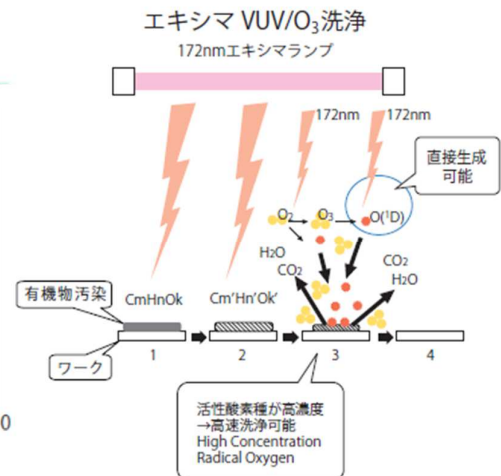 エキシマ VUV/O₃洗浄
172nmエキシマランプ
172nm
172nm
直接生成
可能
O₂
O₃
O(¹D)
H₂O
CO₂
CO₂
H₂O
有機物汚染
CmHnOk
Cm'Hn'Ok'
ワーク
1
2
3
4
活性酸素種が高濃度
→高速洗浄可能
High Concentration
Radical Oxygen
0